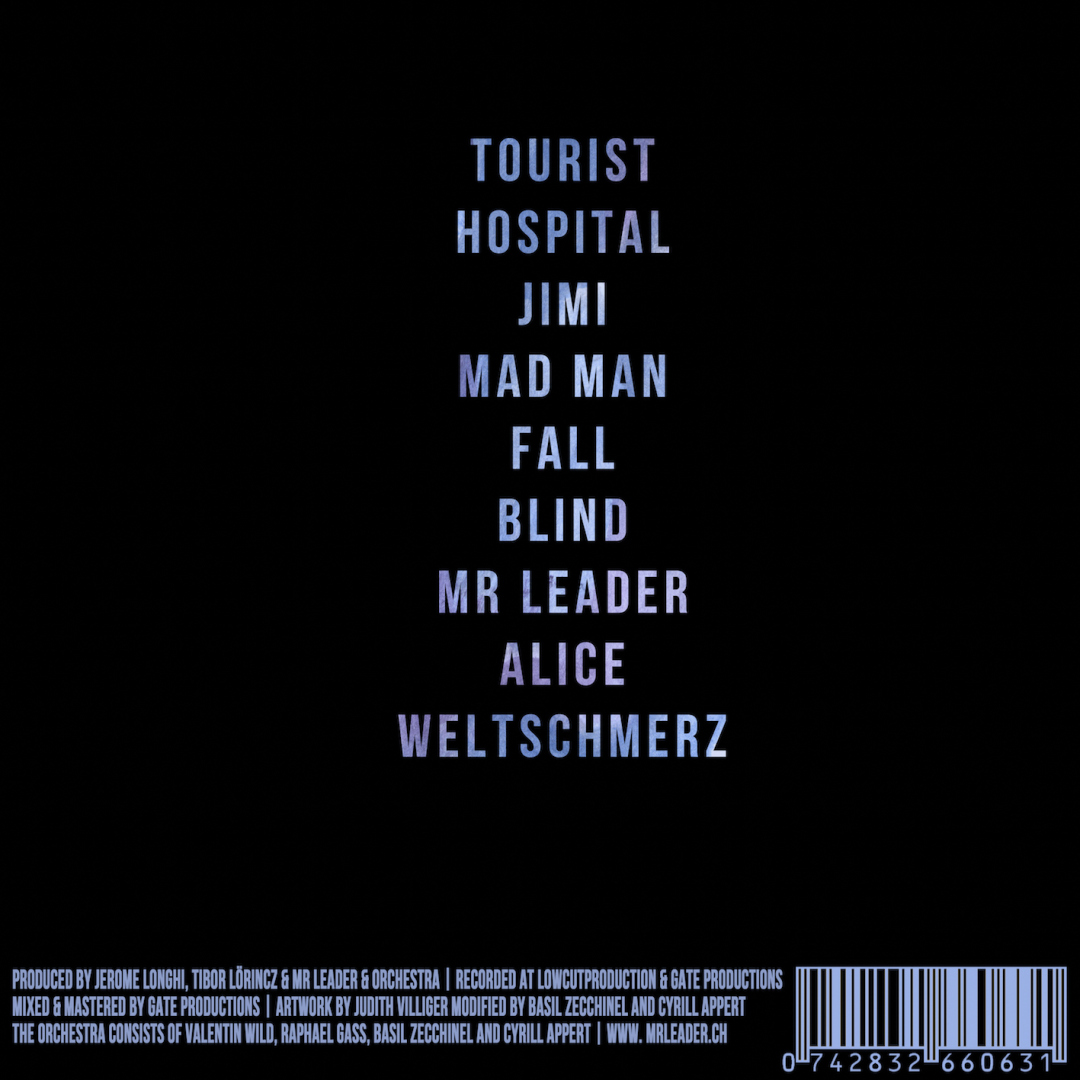 TOURIST
HOSPITAL
JIMI
MAD MAN
FALL
BLIND
MR LEADER
ALICE
WELTSCHMERZ
PRODUCED BY JEROME LONGHI, TIBOR LÖRINCZ & MR LEADER & ORCHESTRA | RECORDED AT LOWCUTPRODUCTION & GATE PRODUCTIONS
MIXED & MASTERED BY GATE PRODUCTIONS | ARTWORK BY JUDITH VILLIGER MODIFIED BY BASIL ZECCHINEL AND CYRILL APPERT
THE ORCHESTRA CONSISTS OF VALENTIN WILD, RAPHAEL GASS, BASIL ZECCHINEL AND CYRILL APPERT | WWW. MRLEADER.CH
0 742832 660631